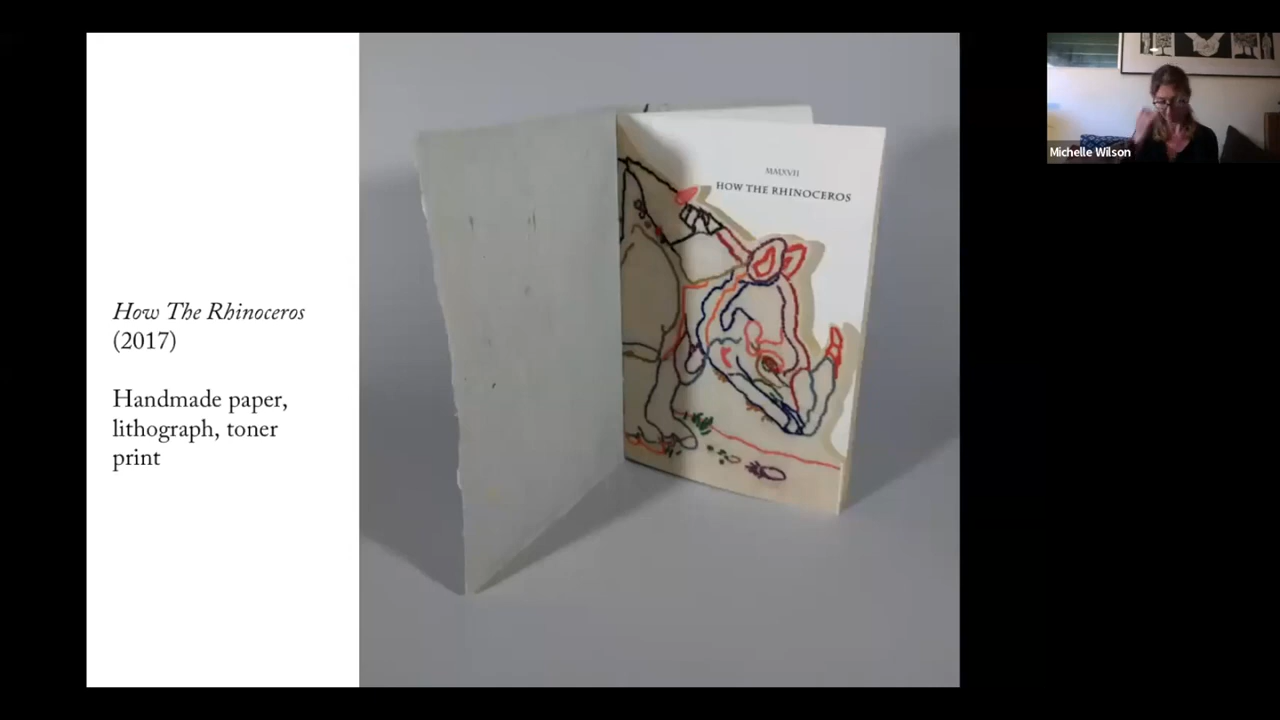 How The Rhinoceros
(2017)
Handmade paper,
lithograph, toner
print
MMXVII
HOW THE RHINOCEROS
Michelle Wilson